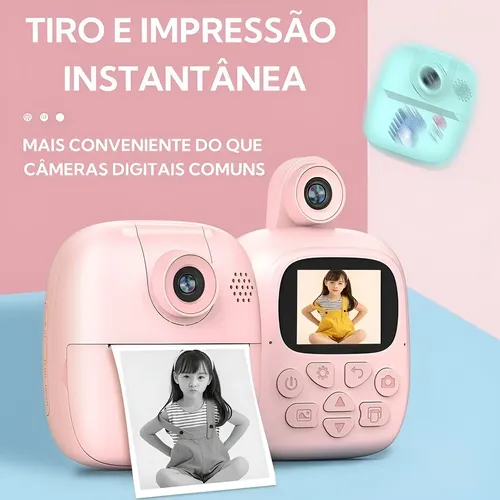 TIRO E IMPRESSÃO
INSTANTÂNEA
MAIS CONVENIENTE DO QUE
CÂMERAS DIGITAIS COMUNS